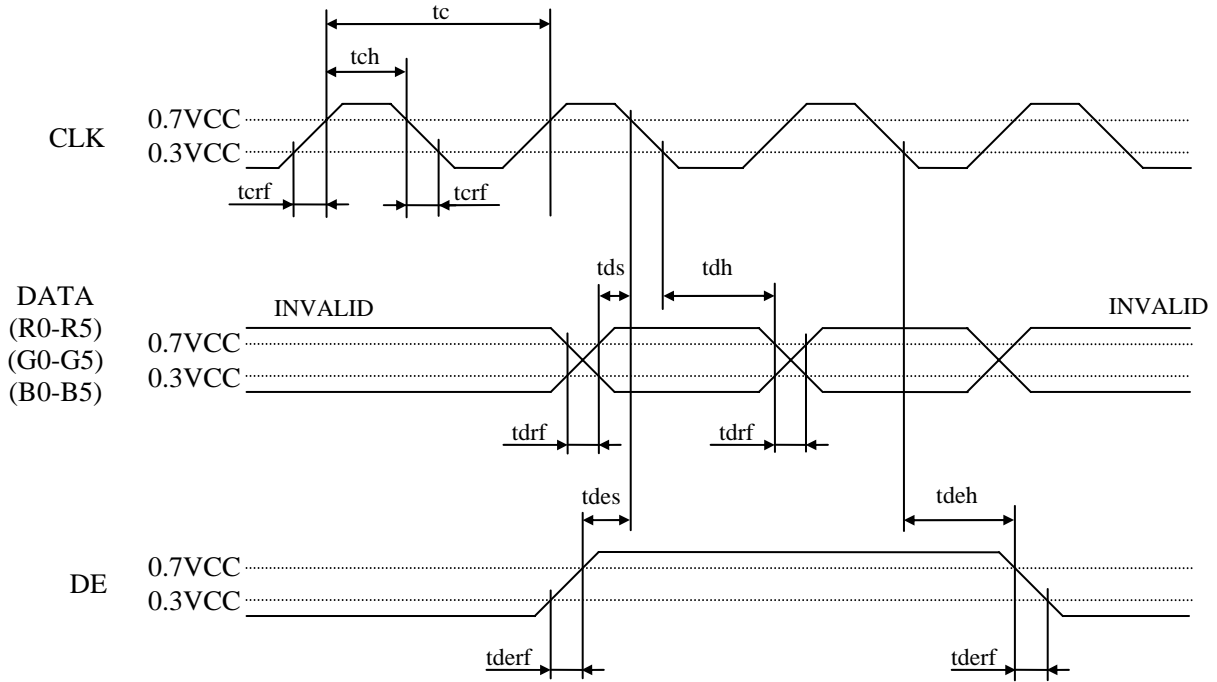 tc
tch
0.7VCC
CLK
0.3VCC
tcrf
tcrf
tds
tdh
DATA
(R0-R5)
(G0-G5)
(B0-B5)
INVALID
INVALID
0.7VCC
0.3VCC
tdrf
tdrf
tdes
tdeh
0.7VCC
DE
0.3VCC
tderf
tderf